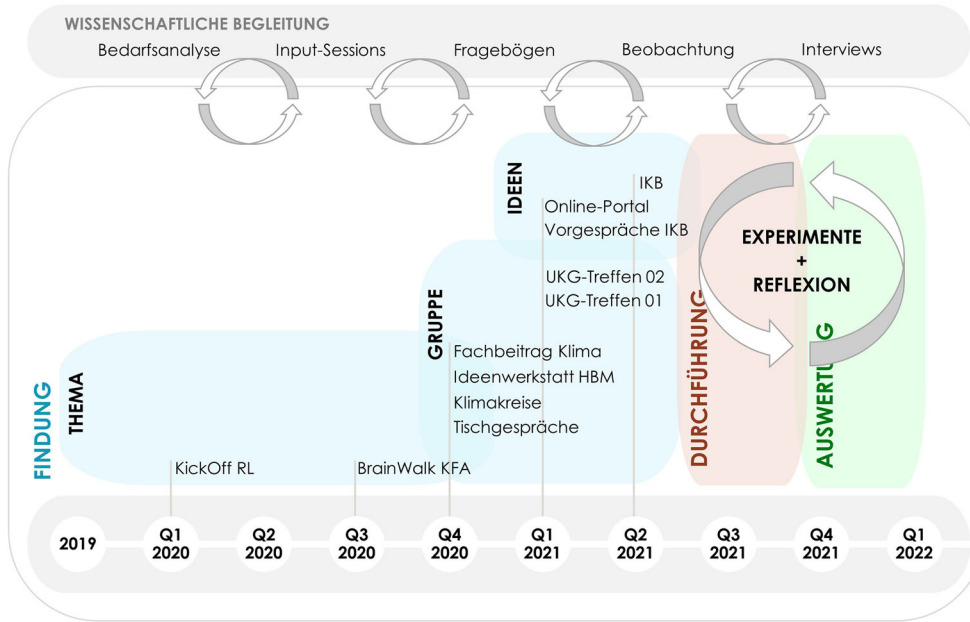 WISSENSCHAFTLICHE BEGLEITUNG
Bedarfsanalyse
Input-Sessions
Fragebögen
Beobachtung
Interviews
IDEEN
IKB
Online-Portal
Vorgespräche IKB
EXPERIMENTE
+
REFLEXION
GRUPPE
UKG-Treffen 02
UKG-Treffen 01
Fachbeitrag Klima
Ideenwerkstatt HBM
Klimakreise
Tischgespräche
DURCHFÜHRUNG
AUSWERTUNG
FINDUNG
THEMA
KickOff RL
BrainWalk KFA
2019
Q1
2020
Q2
2020
Q3
2020
Q4
2020
Q1
2021
Q2
2021
Q3
2021
Q4
2021
Q1
2022